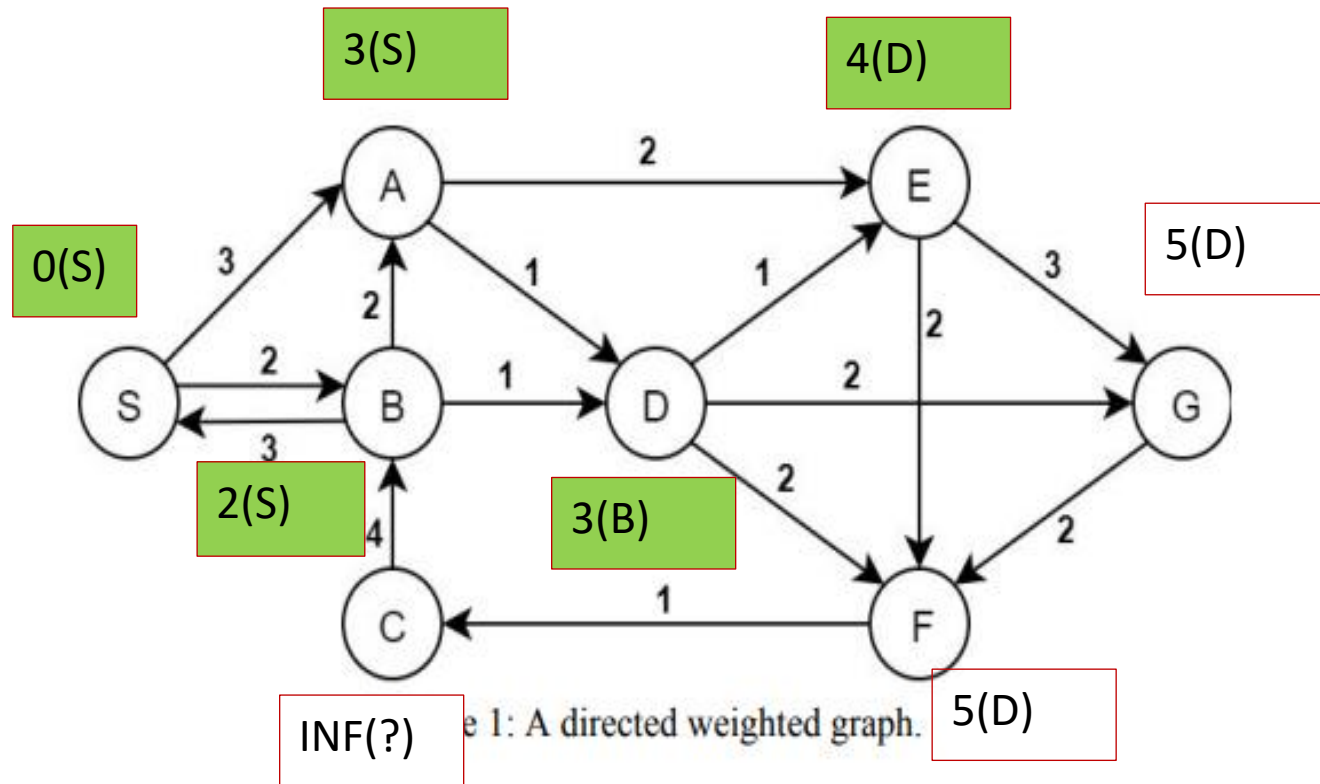 3(S)
4(D)
A
2
E
5(D)
0(S)
3
1
1
3
2
2
S
2
B
1
D
2
G
3
2(S)
4
3(B)
2
2
C
1
F
INF(?)
e 1: A directed weighted graph.
5(D)